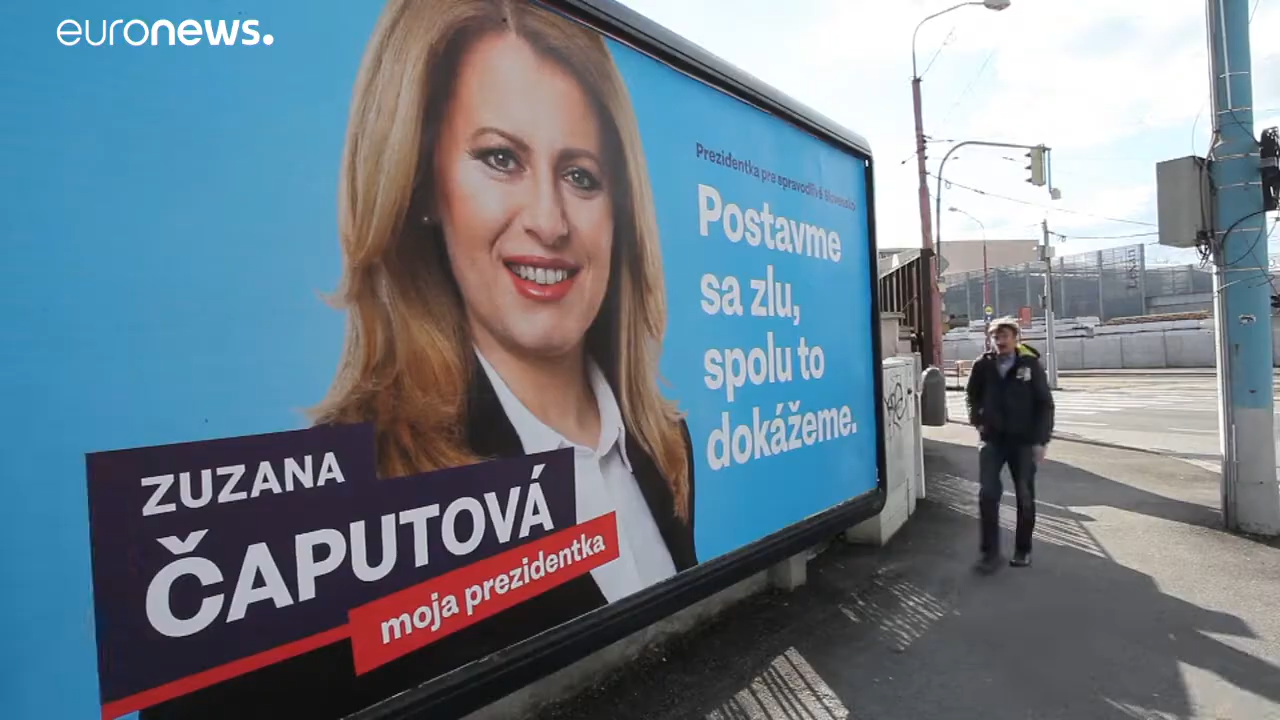 euronews.
Prezidentka pre spravodlivé Slovensko
Postavme
sa zlu,
spolu to
dokážeme.
ZUZANA
ČAPUTOVÁ
moja prezidentka